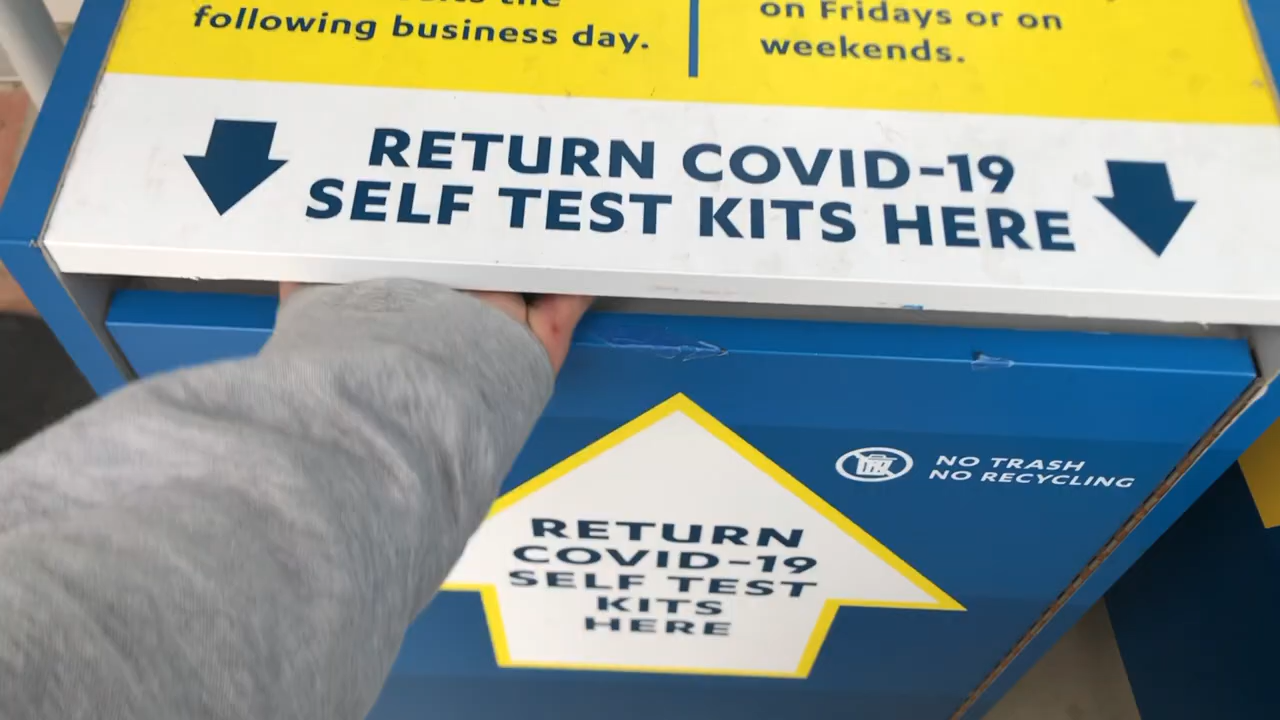 the
following business day.
on Fridays or on
weekends.
RETURN COVID-19
SELF TEST KITS HERE
NO TRASH
NO RECYCLING
RETURN
COVID-19
SELF TEST
KITS
HERE